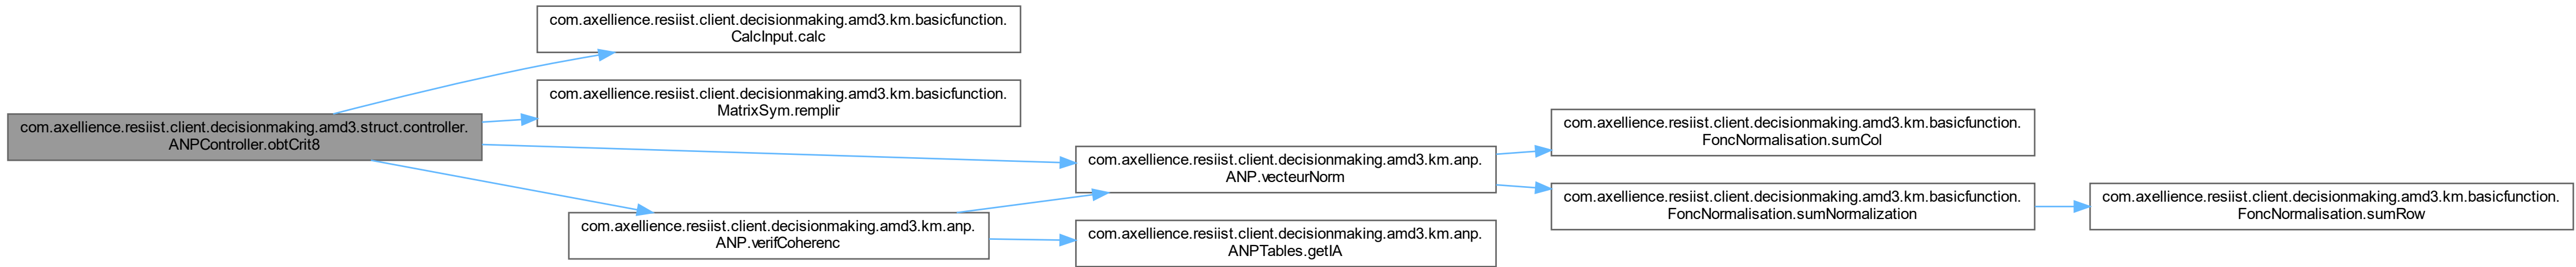 com.axellience.resiist.client.decisionmaking.amd3.km.basicfunction.
CalcInput.calc
com.axellience.resiist.client.decisionmaking.amd3.km.basicfunction.
MatrixSym.remplir
com.axellience.resiist.client.decisionmaking.amd3.struct.controller.
ANPController.obtCrit8
com.axellience.resiist.client.decisionmaking.amd3.km.basicfunction.
FoncNormalisation.sumCol
com.axellience.resiist.client.decisionmaking.amd3.km.anp.
ANP.vecteurNorm
com.axellience.resiist.client.decisionmaking.amd3.km.basicfunction.
FoncNormalisation.sumNormalization
com.axellience.resiist.client.decisionmaking.amd3.km.basicfunction.
FoncNormalisation.sumRow
com.axellience.resiist.client.decisionmaking.amd3.km.anp.
ANP.verifCoherenc
com.axellience.resiist.client.decisionmaking.amd3.km.anp.
ANPTables.getIA